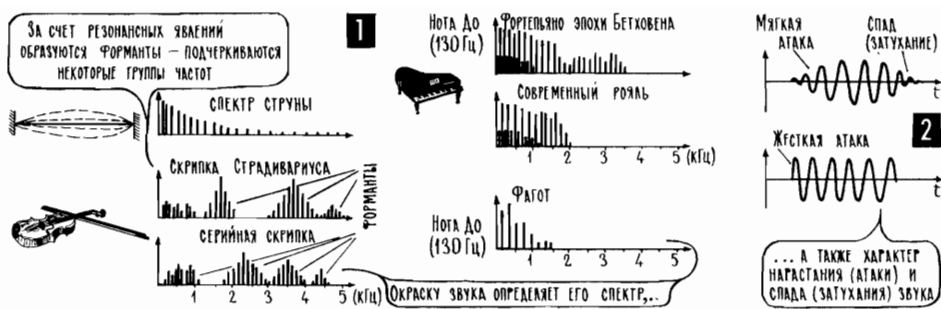 За счет резонансных явлений
образуются форманты – подчеркиваются
некоторые группы частот
1
Спектр струны
Скрипка Страдивариуса
Форманты
Серийная скрипка
1 2 3 4 5 (кГц)
Нота До
(130 Гц)
Фортепьяно эпохи Бетховена
Современный рояль
1 2 3 4 5 (кГц)
Фагот
Нота До
(130 Гц)
1 2 3 4 5
Окраску звука определяет его спектр,..
Мягкая
атака
Спад
(затухание)
t
2
Жесткая атака
t
... а также характер
нарастания (атаки) и
спада (затухания) звука